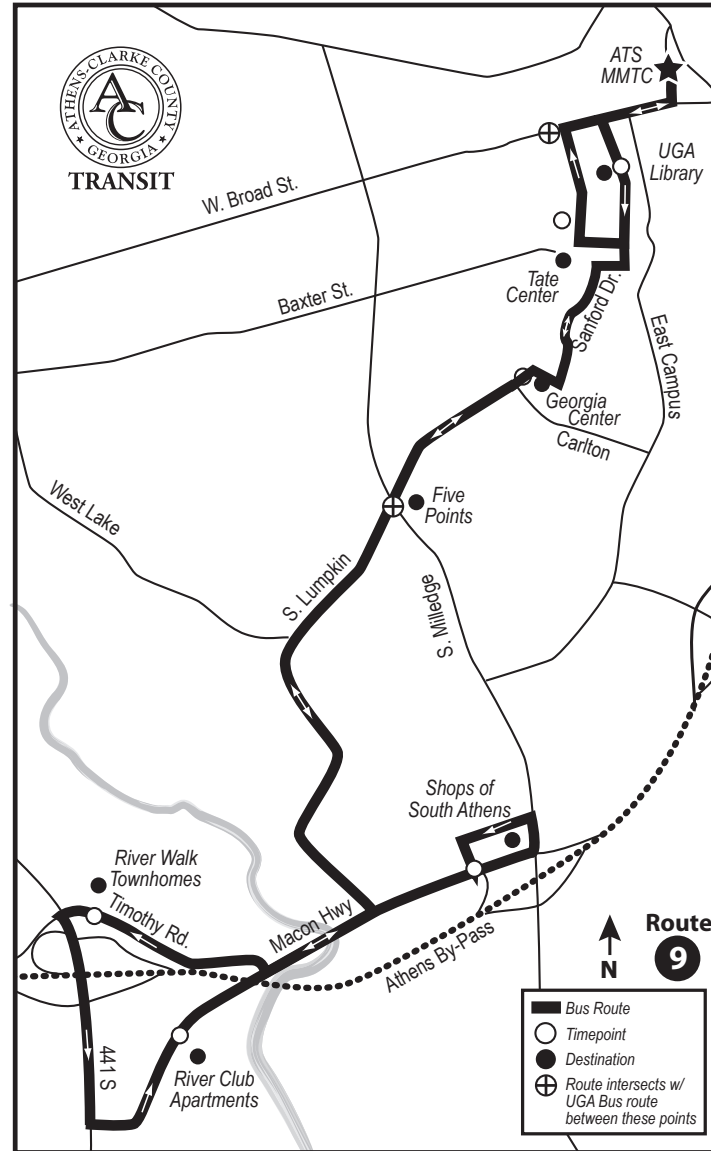 ATHENS-CLARKE COUNTY
AC
★ GEORGIA ★
TRANSIT
ATS
MMTC
UGA
Library
W. Broad St.
Tate
Center
Baxter St.
Sanford Dr.
East Campus
Georgia
Center
Carlton
West Lake
Five
Points
S. Lumpkin
S. Milledge
Shops of
South Athens
River Walk
Townhomes
Timothy Rd.
Macon Hwy
Athens By-Pass
441 S
River Club
Apartments
N
Route
9
Bus Route
Timepoint
Destination
Route intersects w/
UGA Bus route
between these points